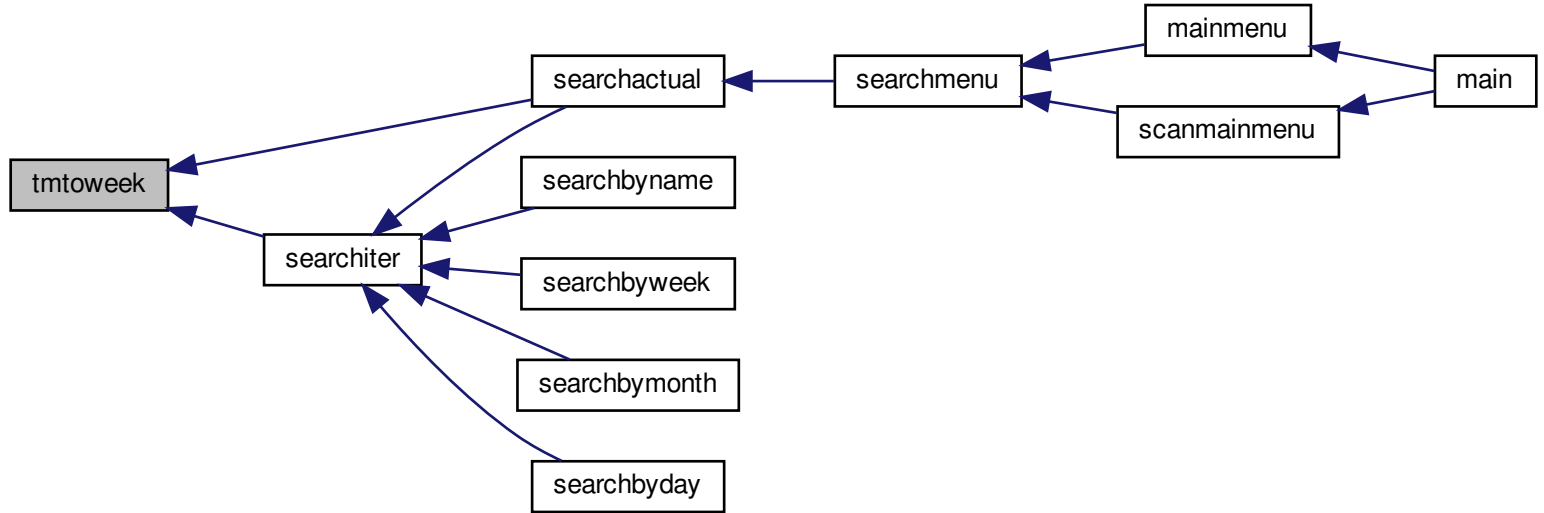 mainmenu
searchactual
searchmenu
main
scanmainmenu
tmtoweek
searchbyname
searchiter
searchbyweek
searchbymonth
searchbyday